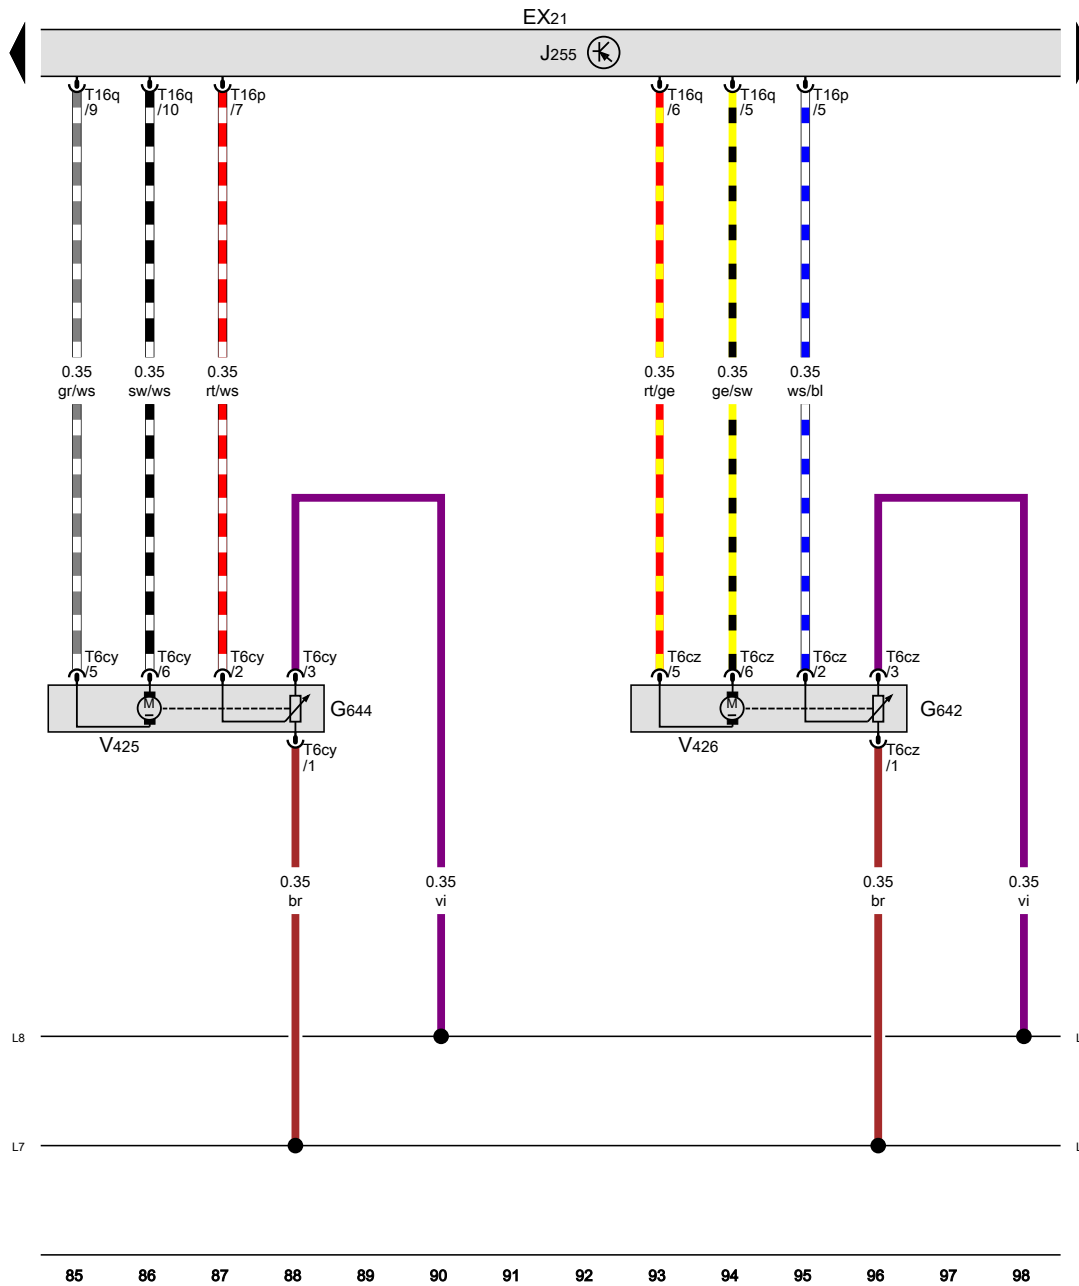 EX21
J255
T16q
/9
T16q
/10
T16p
/7
T16q
/6
T16q
/5
T16p
/5
0.35
gr/ws
0.35
sw/ws
0.35
rt/ws
0.35
rt/ge
0.35
ge/sw
0.35
ws/bl
T6cy
/5
T6cy
/6
T6cy
/2
T6cy
/3
T6cz
/5
T6cz
/6
T6cz
/2
T6cz
/3
M
G644
M
G642
V425
T6cy
/1
V426
T6cz
/1
0.35
br
0.35
vi
0.35
br
0.35
vi
L8
L
L7
L
85 86 87 88 89 90 91 92 93 94 95 96 97 98